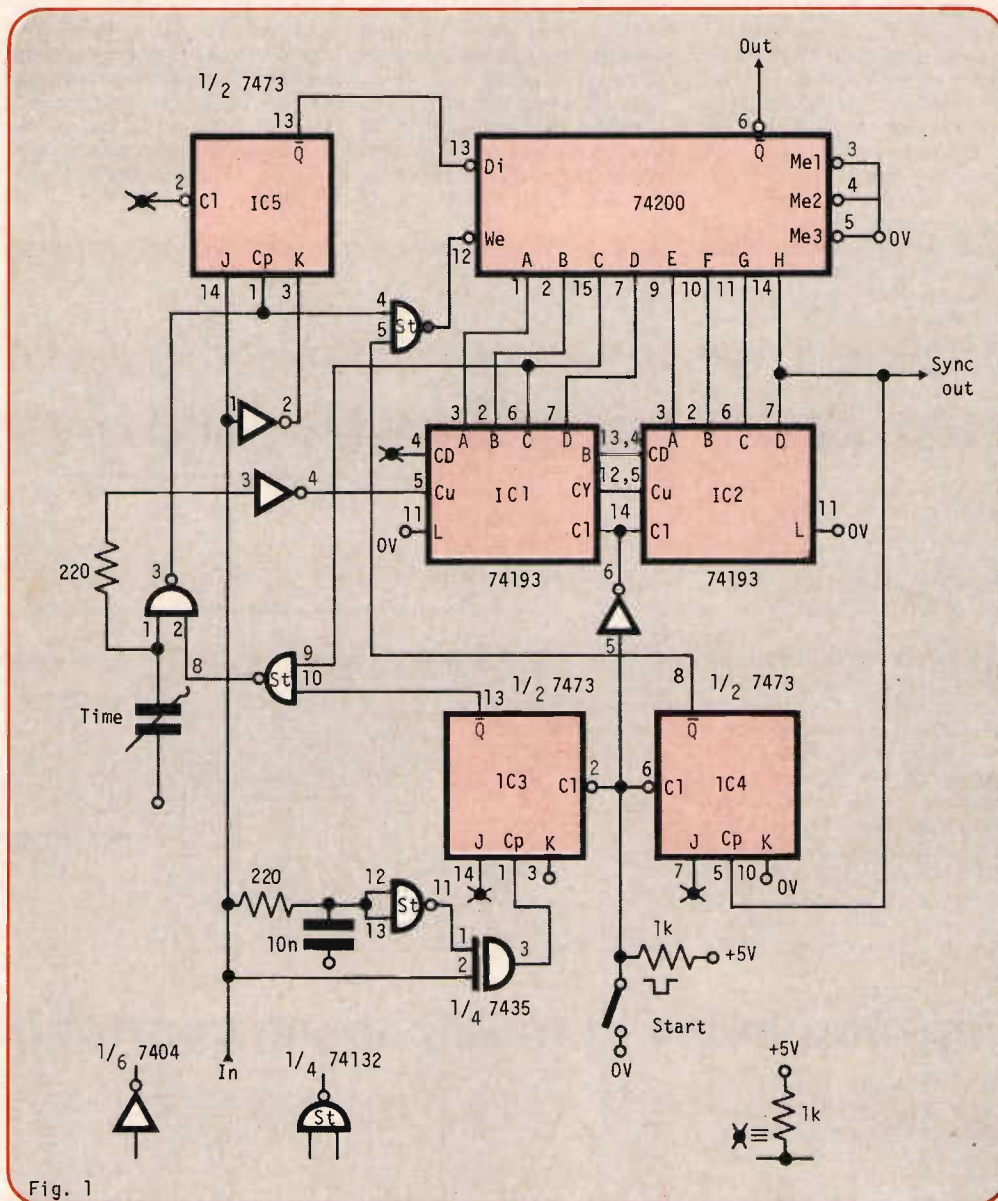 Out
1/2 7473
13
Q̄
6
Q̄
13
Di
Me1
3
2
Cl
IC5
74200
Me2
4
We
Me3
5
0V
12
J
Cp
K
A
B
C
D
E
F
G
H
14
1
3
1
2
15
7
9
10
11
14
4
St
5
Sync
out
1
2
3
2
6
7
3
2
6
7
A
B
C
D
A
B
C
D
4
CD
B
13,4
CD
3
4
5
Cu
IC1
CY
12,5
Cu
IC2
11
L
Cl
14
Cl
L
11
0V
0V
220
74193
74193
3
6
1
2
5
8
St
9
10
1/2 7473
8
1/2 7473
13
Time
Q̄
Q̄
IC3
Cl
2
6
Cl
IC4
J
Cp
K
J
Cp
K
14
1
3
7
5
10
0V
220
12
11
St
13
10n
1
2
3
1/4 7435
1k
+5V
Start
0V
1/6 7404
In
1/4 74132
St
+5V
1k
≡
Fig. 1